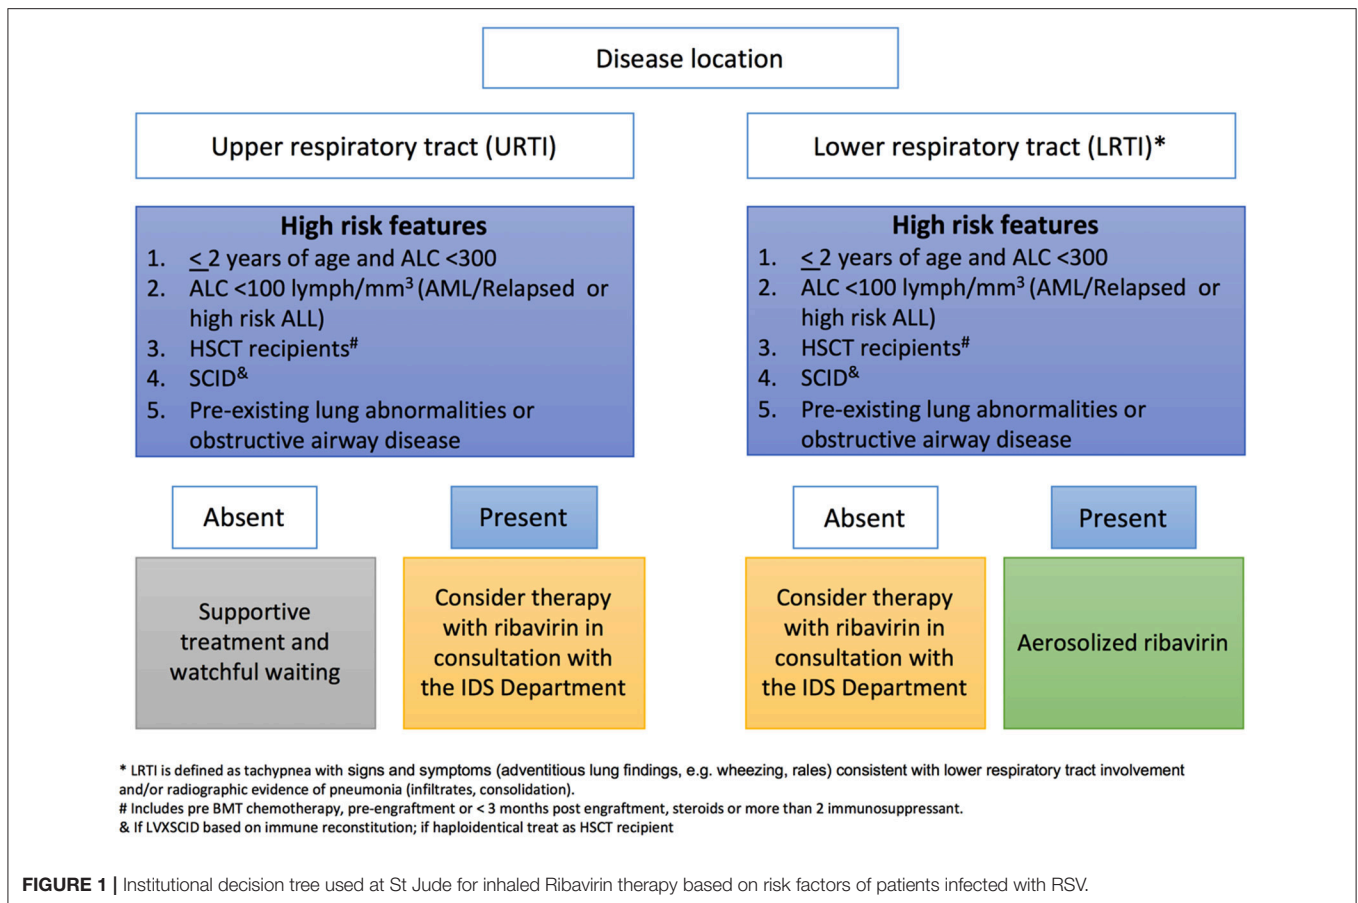 Disease location
Upper respiratory tract (URTI)
High risk features
1. < 2 years of age and ALC <300
2. ALC <100 lymph/mm³ (AML/Relapsed or
high risk ALL)
3. HSCT recipients#
4. SCID&
5. Pre-existing lung abnormalities or
obstructive airway disease
Absent
Supportive
treatment and
watchful waiting
Present
Consider therapy
with ribavirin in
consultation with
the IDS Department
Lower respiratory tract (LRTI)*
High risk features
1. < 2 years of age and ALC <300
2. ALC <100 lymph/mm³ (AML/Relapsed or
high risk ALL)
3. HSCT recipients#
4. SCID&
5. Pre-existing lung abnormalities or
obstructive airway disease
Absent
Consider therapy
with ribavirin in
consultation with
the IDS Department
Present
Aerosolized ribavirin
* LRTI is defined as tachypnea with signs and symptoms (adventitious lung findings, e.g. wheezing, rales) consistent with lower respiratory tract involvement
and/or radiographic evidence of pneumonia (infiltrates, consolidation).
# Includes pre BMT chemotherapy, pre-engraftment or < 3 months post engraftment, steroids or more than 2 immunosuppressant.
& If LVXSCID based on immune reconstitution; if haploidentical treat as HSCT recipient
FIGURE 1 | Institutional decision tree used at St Jude for inhaled Ribavirin therapy based on risk factors of patients infected with RSV.